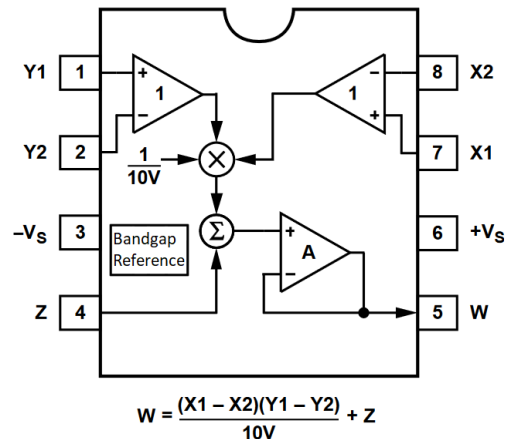 Y1 1 + 1 − 1 − 8 X2
Y2 2 − + 7 X1
1
10V
×
−VS 3 Bandgap
Reference
Σ + A − 6 +VS
Z 4 5 W
W = (X1 – X2)(Y1 – Y2) + Z
10V